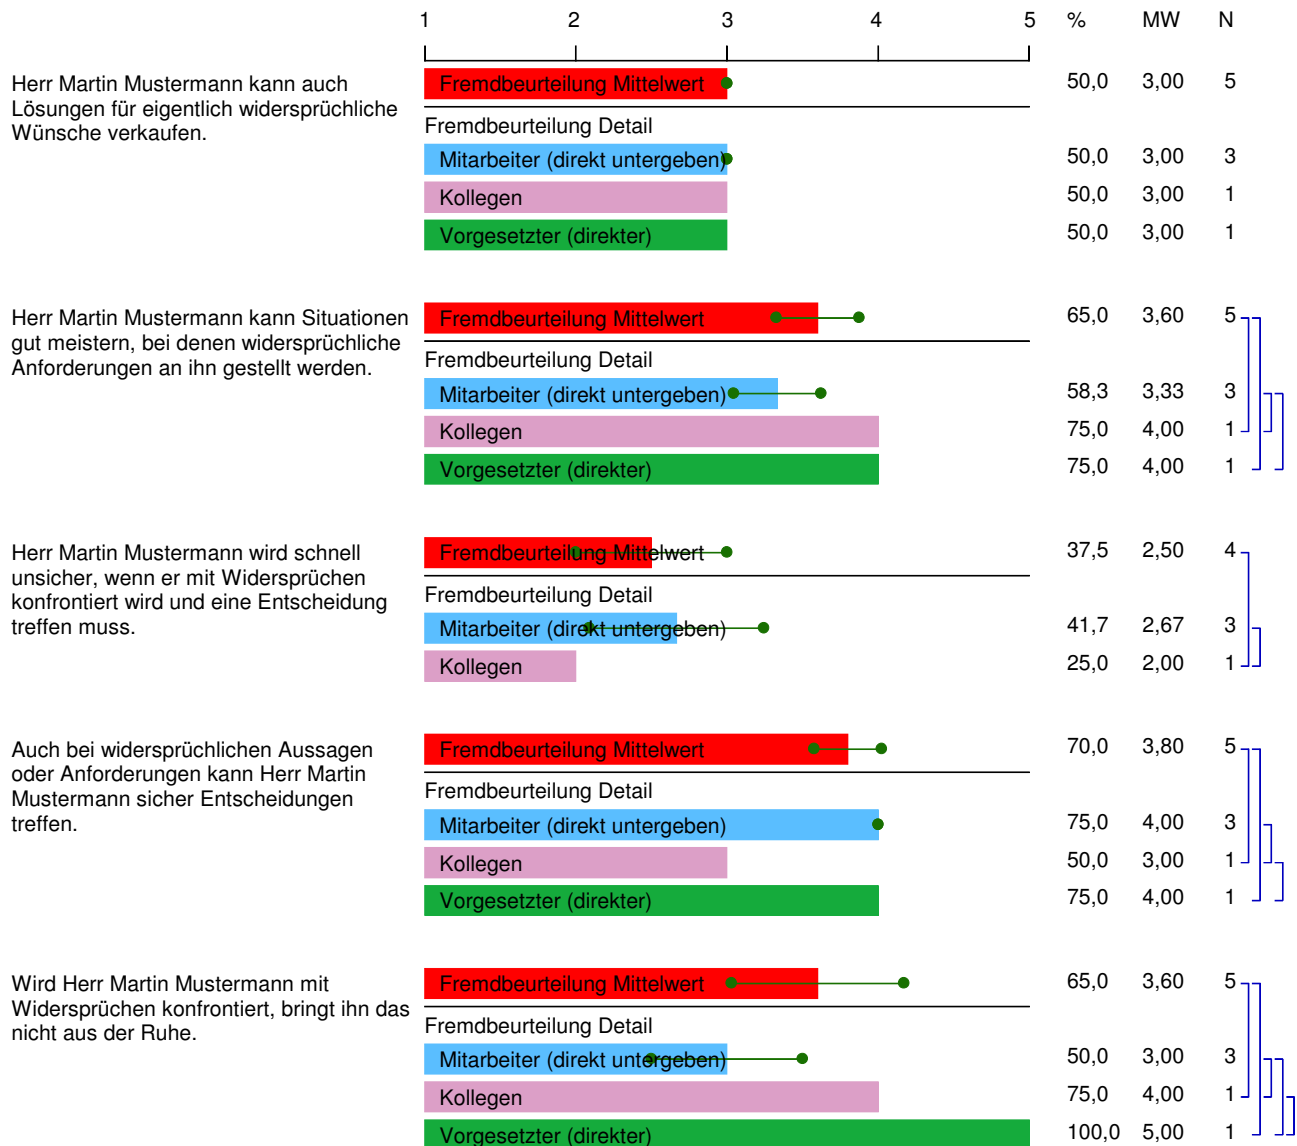 1 2 3 4 5 % MW N
Herr Martin Mustermann kann auch
Lösungen für eigentlich widersprüchliche
Wünsche verkaufen.
Fremdbeurteilung Mittelwert 50,0 3,00 5
Fremdbeurteilung Detail
Mitarbeiter (direkt untergeben) 50,0 3,00 3
Kollegen 50,0 3,00 1
Vorgesetzter (direkter) 50,0 3,00 1
Herr Martin Mustermann kann Situationen
gut meistern, bei denen widersprüchliche
Anforderungen an ihn gestellt werden.
Fremdbeurteilung Mittelwert 65,0 3,60 5
Fremdbeurteilung Detail
Mitarbeiter (direkt untergeben) 58,3 3,33 3
Kollegen 75,0 4,00 1
Vorgesetzter (direkter) 75,0 4,00 1
Herr Martin Mustermann wird schnell
unsicher, wenn er mit Widersprüchen
konfrontiert wird und eine Entscheidung
treffen muss.
Fremdbeurteilung Mittelwert 37,5 2,50 4
Fremdbeurteilung Detail
Mitarbeiter (direkt untergeben) 41,7 2,67 3
Kollegen 25,0 2,00 1
Auch bei widersprüchlichen Aussagen
oder Anforderungen kann Herr Martin
Mustermann sicher Entscheidungen
treffen.
Fremdbeurteilung Mittelwert 70,0 3,80 5
Fremdbeurteilung Detail
Mitarbeiter (direkt untergeben) 75,0 4,00 3
Kollegen 50,0 3,00 1
Vorgesetzter (direkter) 75,0 4,00 1
Wird Herr Martin Mustermann mit
Widersprüchen konfrontiert, bringt ihn das
nicht aus der Ruhe.
Fremdbeurteilung Mittelwert 65,0 3,60 5
Fremdbeurteilung Detail
Mitarbeiter (direkt untergeben) 50,0 3,00 3
Kollegen 75,0 4,00 1
Vorgesetzter (direkter) 100,0 5,00 1